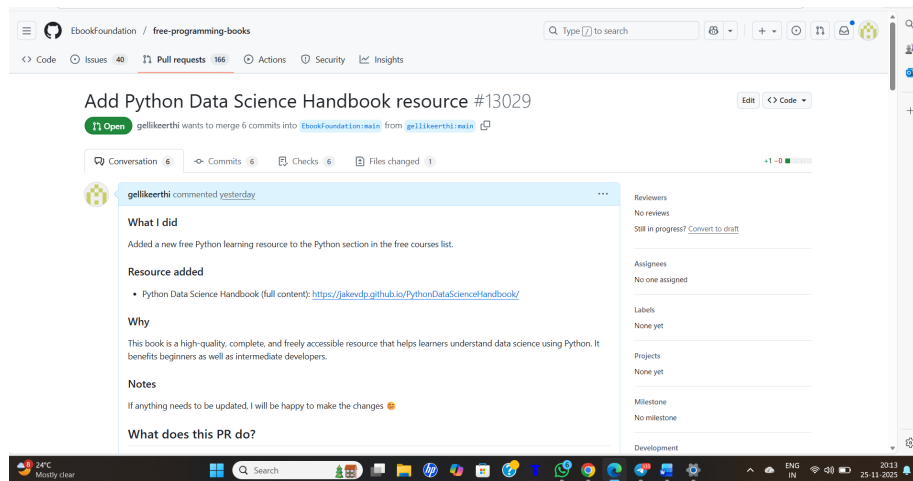 EbookFoundation / free-programming-books
Type / to search
Code
Issues 40
Pull requests 166
Actions
Security
Insights
Add Python Data Science Handbook resource #13029
Edit
Code
Open
gellikeerthi wants to merge 6 commits into EbookFoundation:main from gellikeerthi:main
Conversation 6
Commits 6
Checks 6
Files changed 1
+1 −0
gellikeerthi commented yesterday
What I did
Added a new free Python learning resource to the Python section in the free courses list.
Resource added
• Python Data Science Handbook (full content): https://jakevdp.github.io/PythonDataScienceHandbook/
Why
This book is a high-quality, complete, and freely accessible resource that helps learners understand data science using Python. It
benefits beginners as well as intermediate developers.
Notes
If anything needs to be updated, I will be happy to make the changes 😊
What does this PR do?
Reviewers
No reviews
Still in progress? Convert to draft
Assignees
No one assigned
Labels
None yet
Projects
None yet
Milestone
No milestone
Development
24°C
Mostly clear
Search
ENG
IN
20:13
25-11-2025